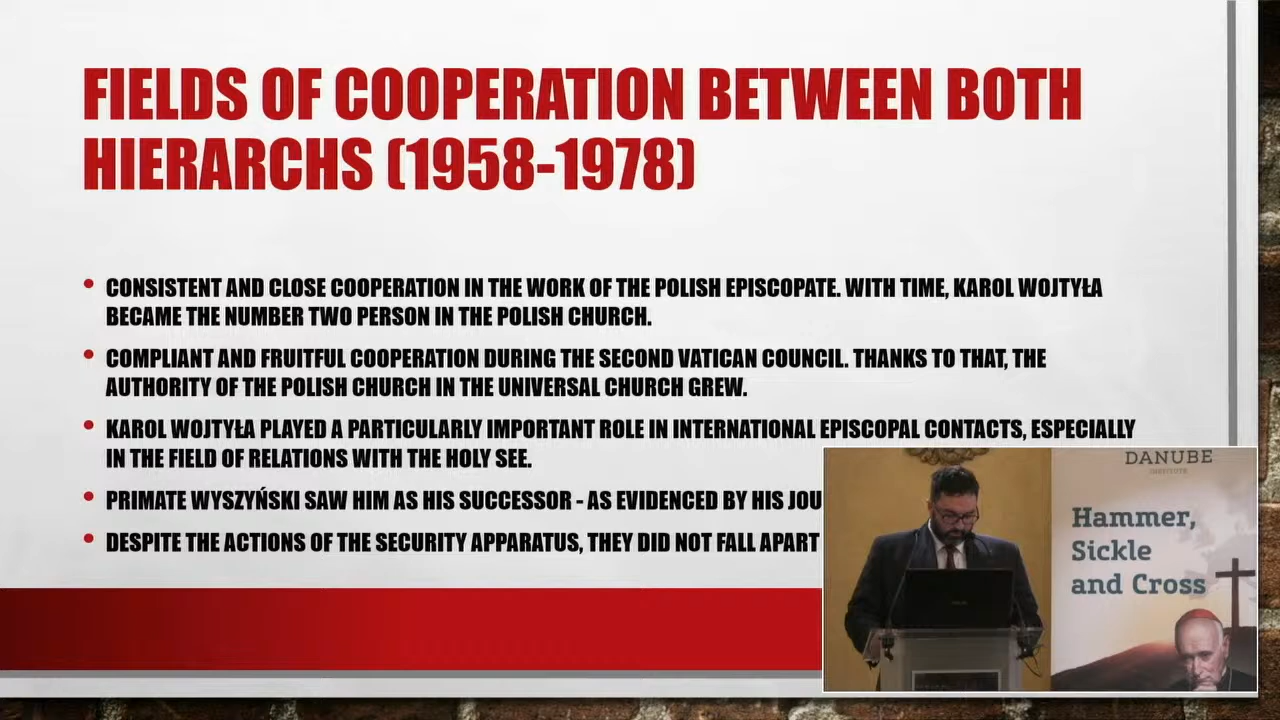 FIELDS OF COOPERATION BETWEEN BOTH
HIERARCHS (1958-1978)
• CONSISTENT AND CLOSE COOPERATION IN THE WORK OF THE POLISH EPISCOPATE. WITH TIME, KAROL WOJTYŁA
BECAME THE NUMBER TWO PERSON IN THE POLISH CHURCH.
• COMPLIANT AND FRUITFUL COOPERATION DURING THE SECOND VATICAN COUNCIL. THANKS TO THAT, THE
AUTHORITY OF THE POLISH CHURCH IN THE UNIVERSAL CHURCH GREW.
• KAROL WOJTYŁA PLAYED A PARTICULARLY IMPORTANT ROLE IN INTERNATIONAL EPISCOPAL CONTACTS, ESPECIALLY
IN THE FIELD OF RELATIONS WITH THE HOLY SEE.
• PRIMATE WYSZYŃSKI SAW HIM AS HIS SUCCESSOR - AS EVIDENCED BY HIS JOU
• DESPITE THE ACTIONS OF THE SECURITY APPARATUS, THEY DID NOT FALL APART
DANUBE
INSTITUTE
Hammer,
Sickle
and Cross